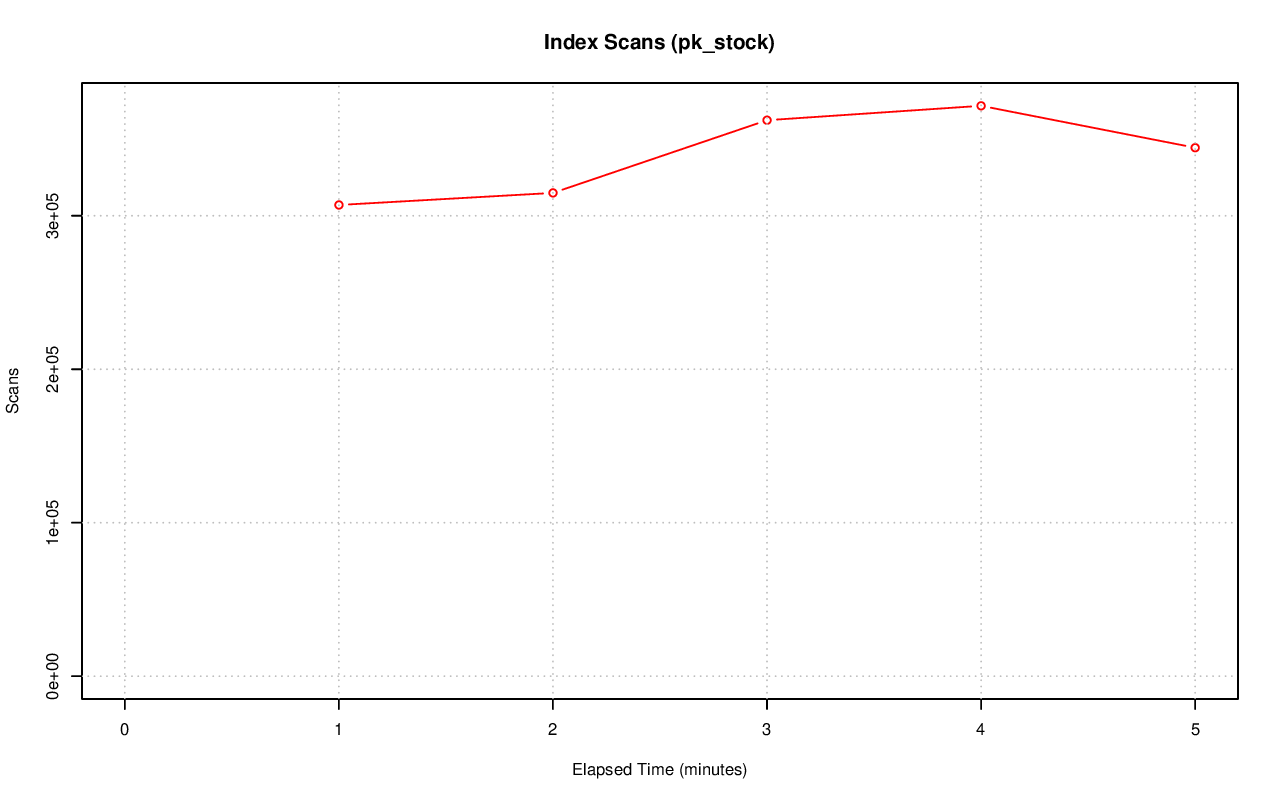 Index Scans (pk_stock)
Scans
3e+05
2e+05
1e+05
0e+00
0 1 2 3 4 5
Elapsed Time (minutes)